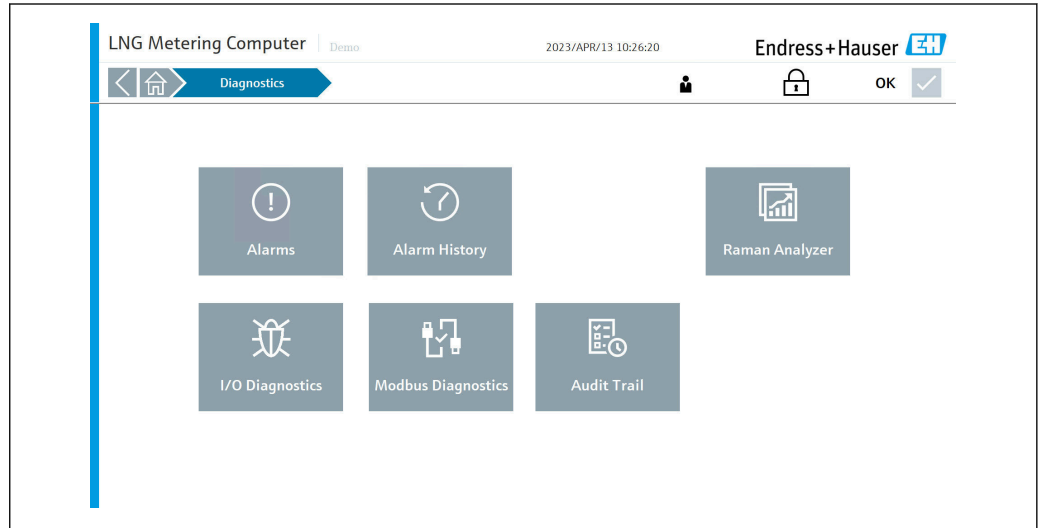 LNG Metering Computer Demo 2023/APR/13 10:26:20 Endress+Hauser EH
Diagnostics OK
Alarms Alarm History Raman Analyzer
I/O Diagnostics Modbus Diagnostics Audit Trail